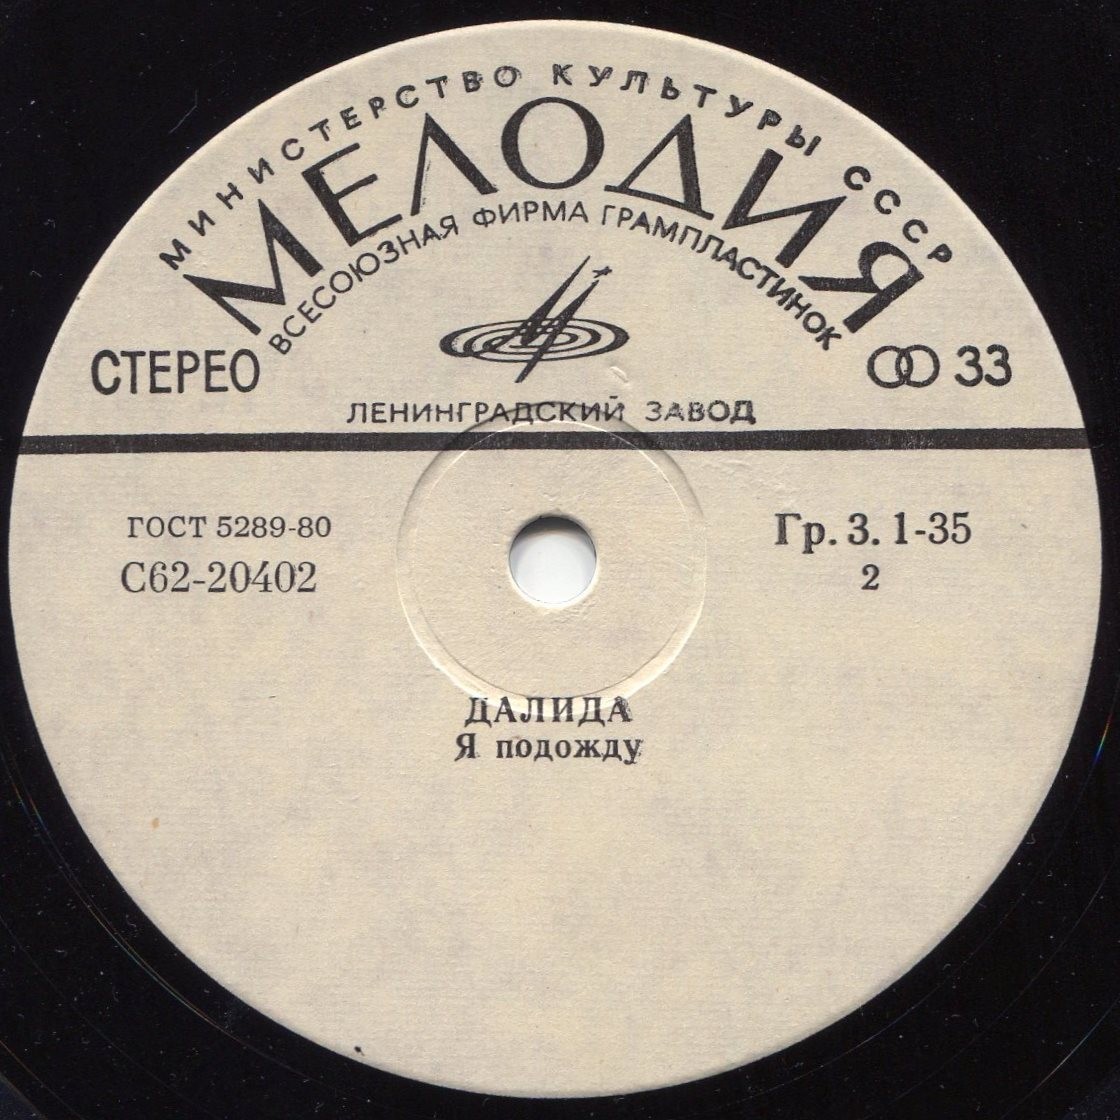 МИНИСТЕРСТВО КУЛЬТУРЫ СССР
МЕЛОДИЯ
ВСЕСОЮЗНАЯ ФИРМА ГРАМПЛАСТИНОК
СТЕРЕО
33
ЛЕНИНГРАДСКИЙ ЗАВОД
ГОСТ 5289-80
С62-20402
Гр. 3. 1-35
2
ДАЛИДА
Я подожду